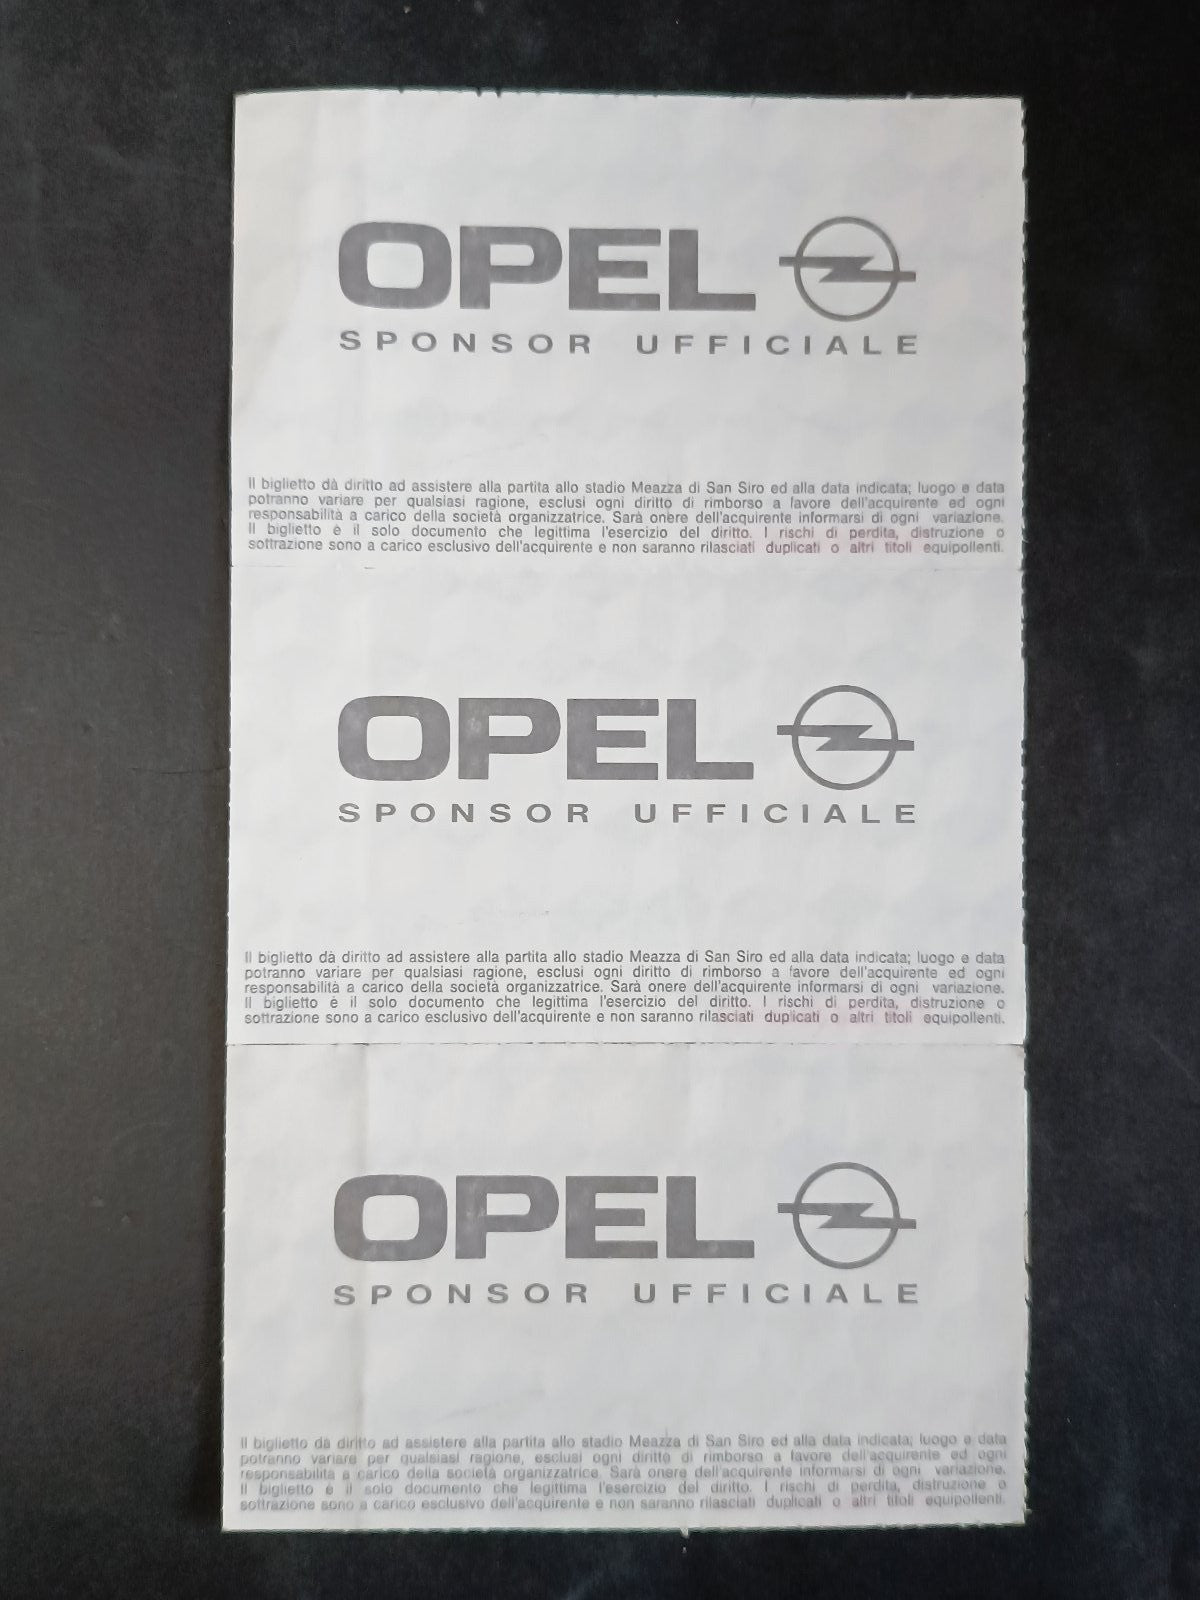 OPEL
SPONSOR UFFICIALE
Il biglietto dà diritto ad assistere alla partita allo stadio Meazza di San Siro ed alla data indicata; luogo e data
potranno variare per qualsiasi ragione, esclusi ogni diritto di rimborso a favore dell'acquirente ed ogni
responsabilità a carico della società organizzatrice. Sarà onere dell'acquirente informarsi di ogni variazione.
Il biglietto è il solo documento che legittima l'esercizio del diritto. I rischi di perdita, distruzione o
sottrazione sono a carico esclusivo dell'acquirente e non saranno rilasciati duplicati o altri titoli equipollenti.
OPEL
SPONSOR UFFICIALE
Il biglietto dà diritto ad assistere alla partita allo stadio Meazza di San Siro ed alla data indicata; luogo e data
potranno variare per qualsiasi ragione, esclusi ogni diritto di rimborso a favore dell'acquirente ed ogni
responsabilità a carico della società organizzatrice. Sarà onere dell'acquirente informarsi di ogni variazione.
Il biglietto è il solo documento che legittima l'esercizio del diritto. I rischi di perdita, distruzione o
sottrazione sono a carico esclusivo dell'acquirente e non saranno rilasciati duplicati o altri titoli equipollenti.
OPEL
SPONSOR UFFICIALE
Il biglietto dà diritto ad assistere alla partita allo stadio Meazza di San Siro ed alla data indicata; luogo e data
potranno variare per qualsiasi ragione, esclusi ogni diritto di rimborso a favore dell'acquirente ed ogni
responsabilità a carico della società organizzatrice. Sarà onere dell'acquirente informarsi di ogni variazione.
Il biglietto è il solo documento che legittima l'esercizio del diritto. I rischi di perdita, distruzione o
sottrazione sono a carico esclusivo dell'acquirente e non saranno rilasciati duplicati o altri titoli equipollenti.